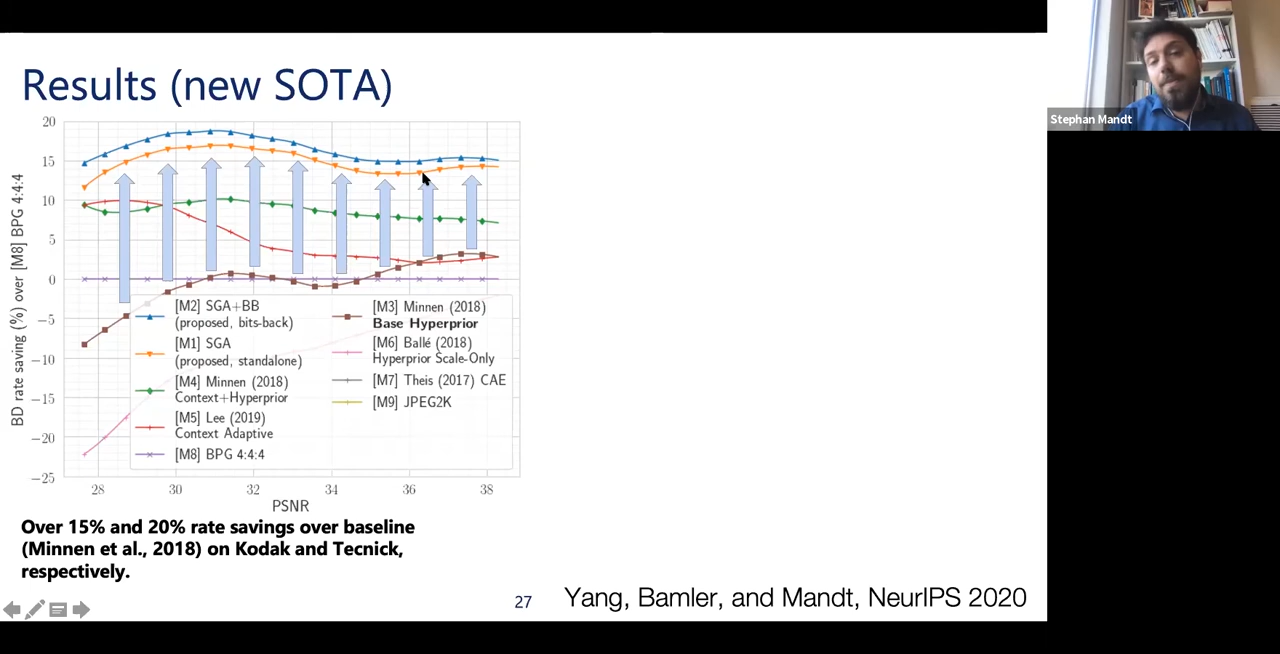 Results (new SOTA)
Stephan Mandt
20
15
10
5
0
−5
−10
−15
−20
−25
BD rate saving (%) over [M8] BPG 4:4:4
[M2] SGA+BB
(proposed, bits-back)
[M1] SGA
(proposed, standalone)
[M4] Minnen (2018)
Context+Hyperprior
[M5] Lee (2019)
Context Adaptive
[M8] BPG 4:4:4
[M3] Minnen (2018)
Base Hyperprior
[M6] Ballé (2018)
Hyperprior Scale-Only
[M7] Theis (2017) CAE
[M9] JPEG2K
28 30 32 34 36 38
PSNR
Over 15% and 20% rate savings over baseline
(Minnen et al., 2018) on Kodak and Tecnick,
respectively.
27
Yang, Bamler, and Mandt, NeurIPS 2020